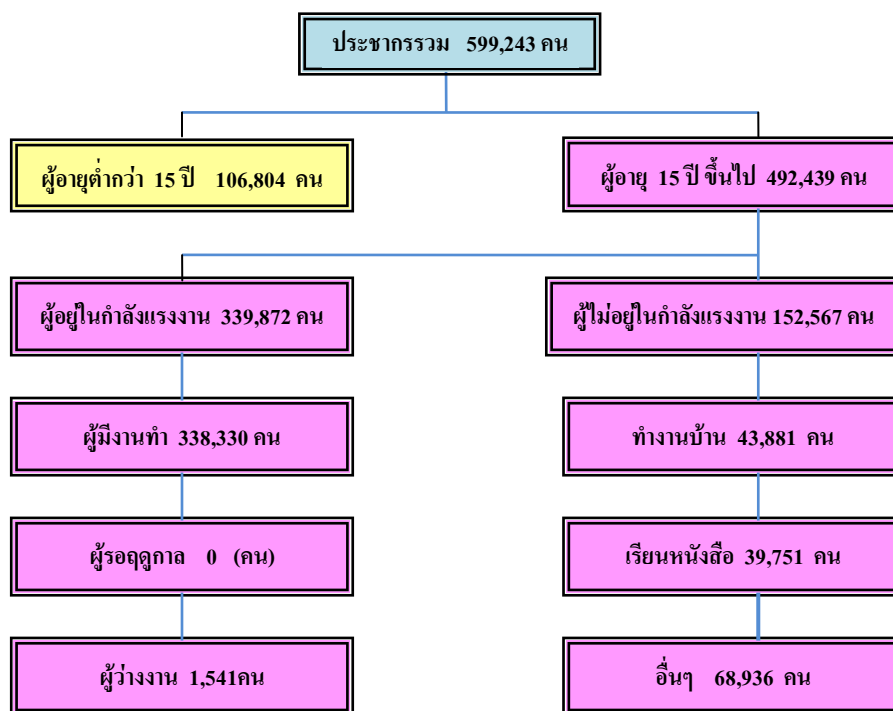 ประชากรรวม 599,243 คน
ผู้อายุต่ำกว่า 15 ปี 106,804 คน
ผู้อายุ 15 ปี ขึ้นไป 492,439 คน
ผู้อยู่ในกำลังแรงงาน 339,872 คน
ผู้ไม่อยู่ในกำลังแรงงาน 152,567 คน
ผู้มีงานทำ 338,330 คน
ทำงานบ้าน 43,881 คน
ผู้รอฤดูกาล 0 (คน)
เรียนหนังสือ 39,751 คน
ผู้ว่างงาน 1,541คน
อื่นๆ 68,936 คน